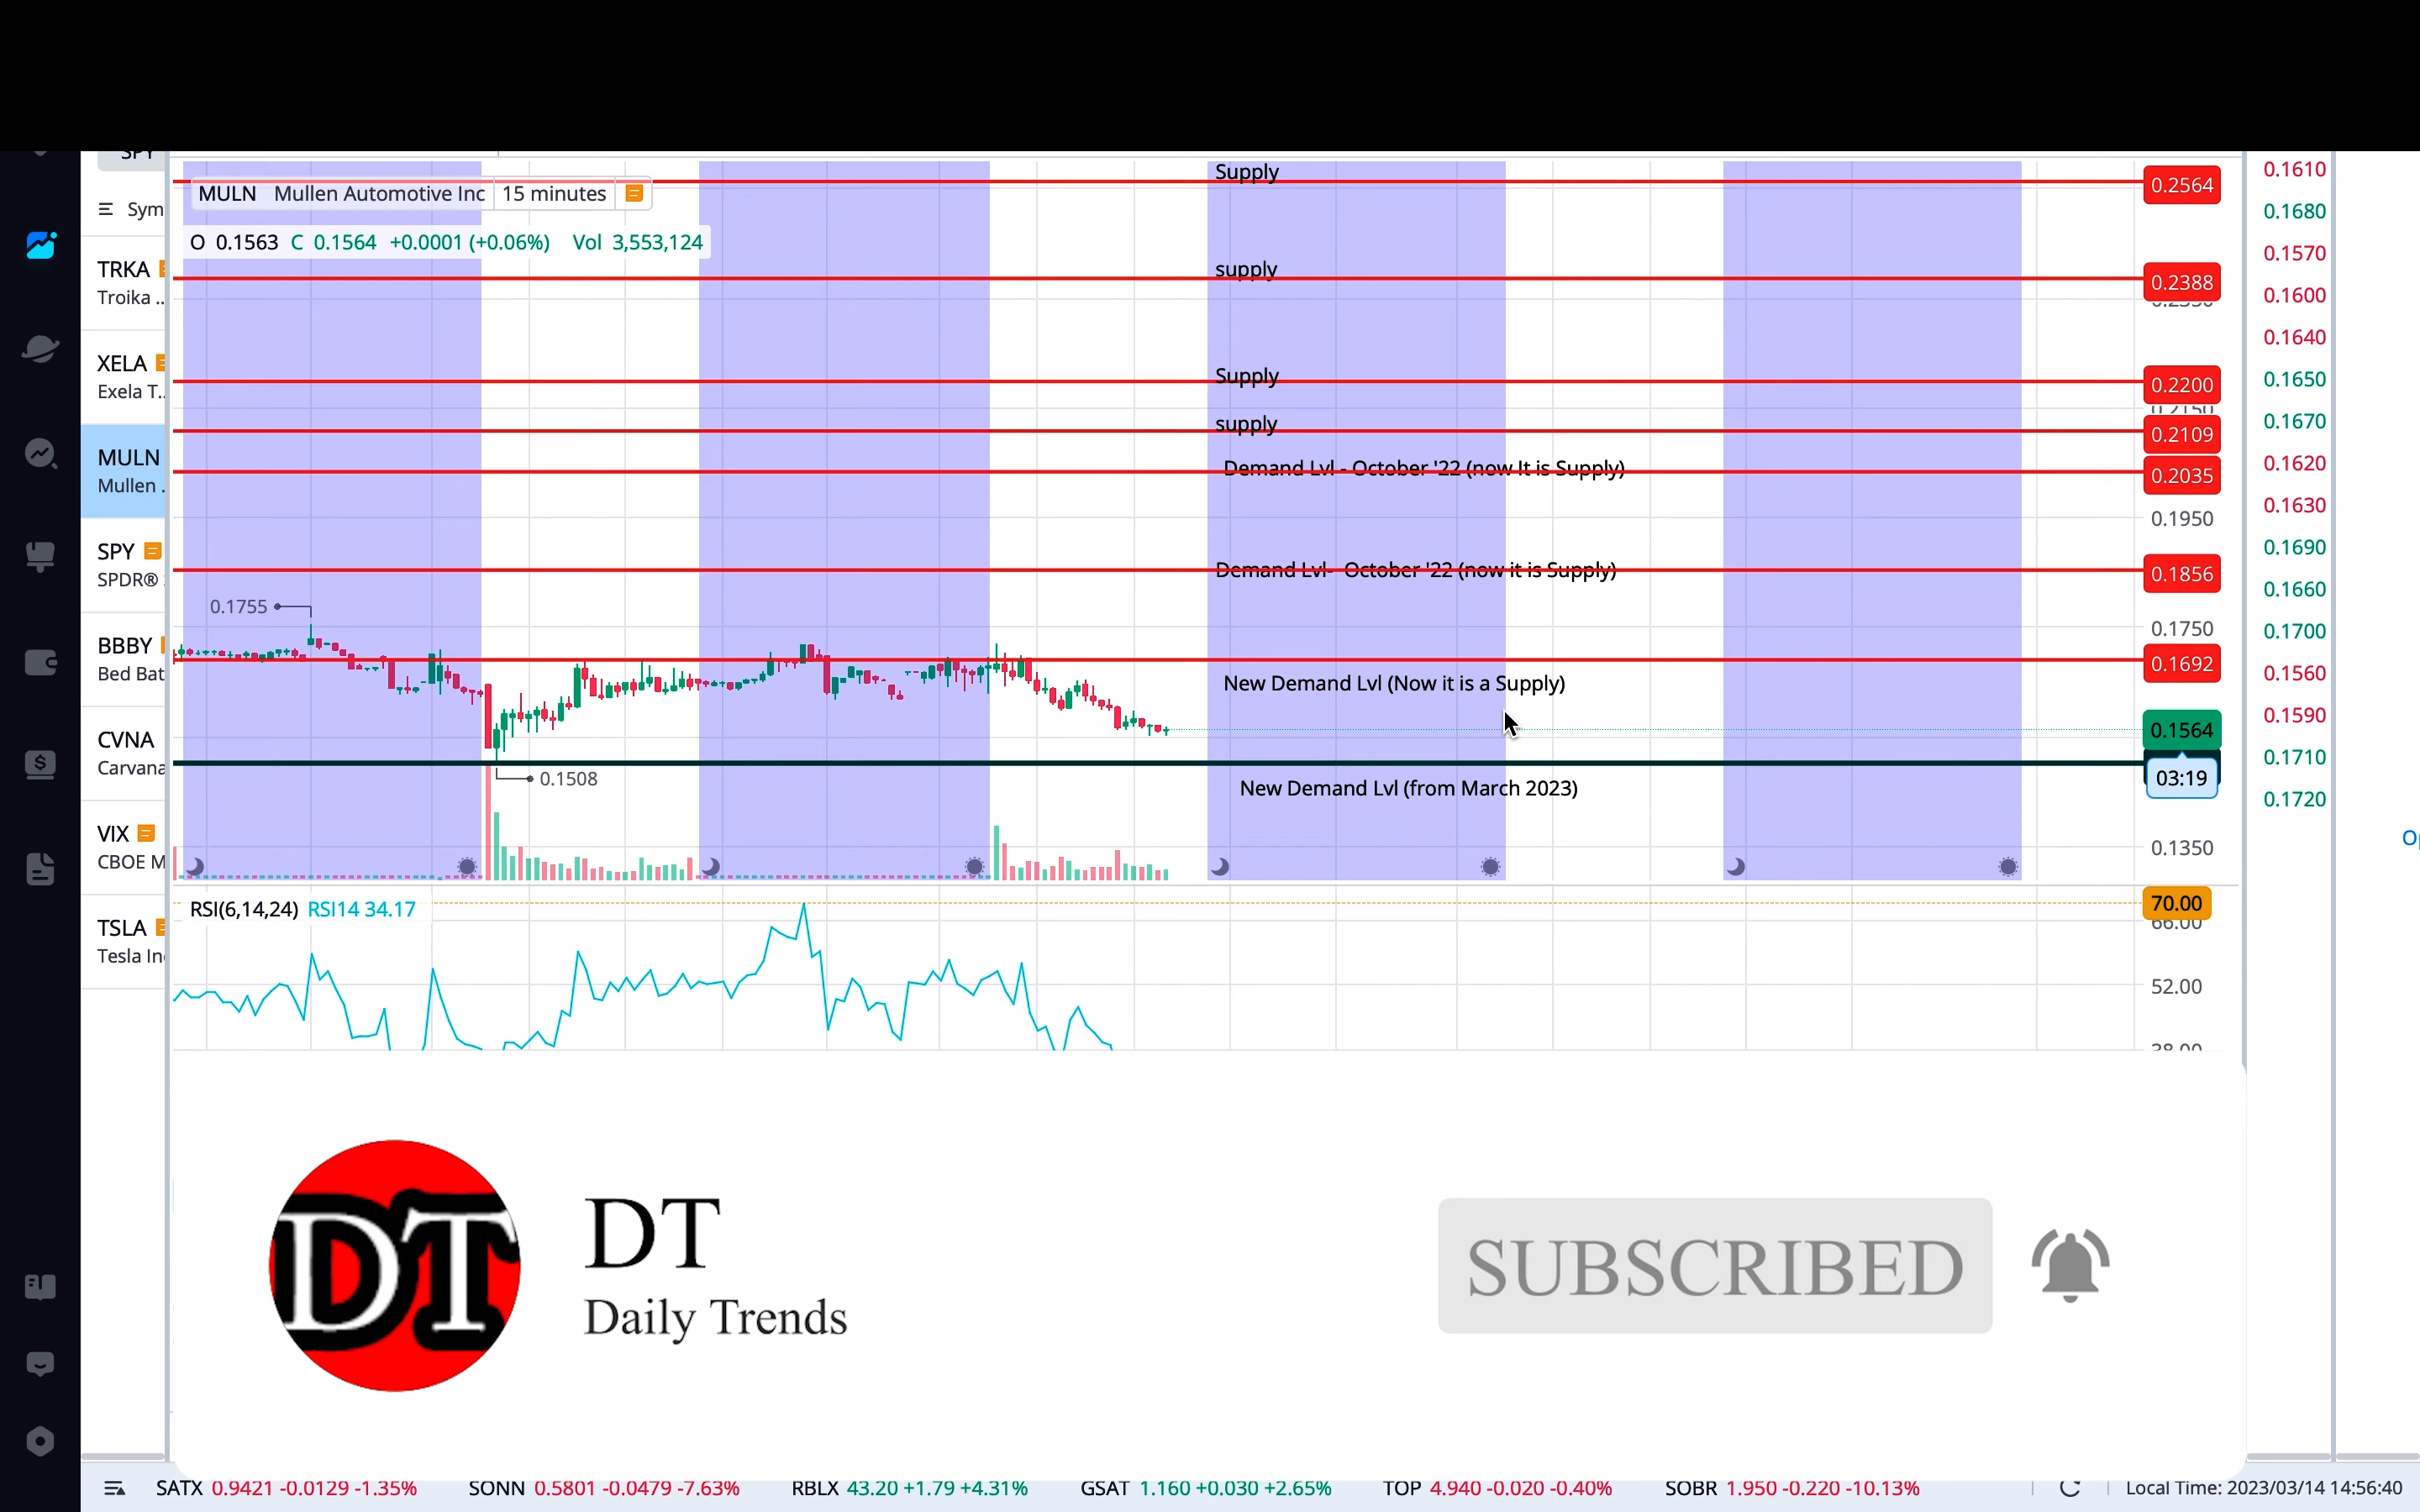 SPY
Sym
TRKA
Troika ..
XELA
Exela T..
MULN
Mullen .
SPY
SPDR®
BBBY
Bed Bat
CVNA
Carvana
VIX
CBOE M
TSLA
Tesla In
MULN Mullen Automotive Inc 15 minutes
O 0.1563 C 0.1564 +0.0001 (+0.06%) Vol 3,553,124
Supply
supply
Supply
supply
Demand Lvl - October '22 (now It is Supply)
Demand Lvl- October '22 (now it is Supply)
0.1755
New Demand Lvl (Now it is a Supply)
0.1508
New Demand Lvl (from March 2023)
0.2564
0.2388
0.2350
0.2200
0.2150
0.2109
0.2035
0.1950
0.1856
0.1750
0.1692
0.1564
03:19
0.1350
RSI(6,14,24) RSI14 34.17
70.00
66.00
52.00
38.00
0.1610
0.1680
0.1570
0.1600
0.1640
0.1650
0.1670
0.1620
0.1630
0.1690
0.1660
0.1700
0.1560
0.1590
0.1710
0.1720
DT
DT
Daily Trends
SUBSCRIBED
SATX 0.9421 -0.0129 -1.35% SONN 0.5801 -0.0479 -7.63% RBLX 43.20 +1.79 +4.31% GSAT 1.160 +0.030 +2.65% TOP 4.940 -0.020 -0.40% SOBR 1.950 -0.220 -10.13% Local Time: 2023/03/14 14:56:40